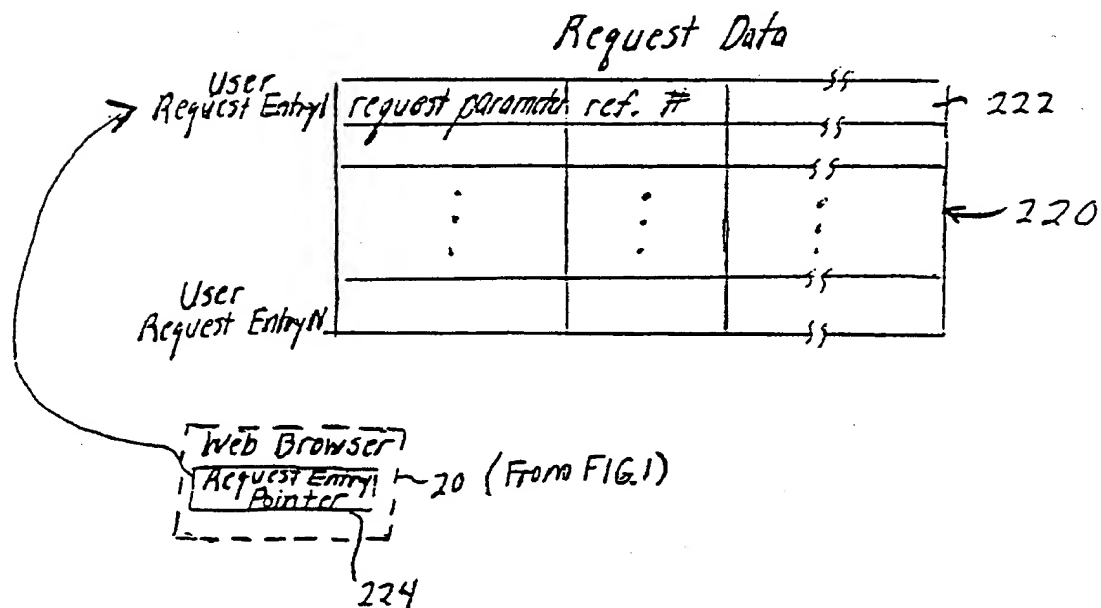 Request Data
User
Request Entry1 request parameter ref. # 222
220
User
Request EntryN
Web Browser
Request Entry1
Pointer
20 (From FIG.1)
224